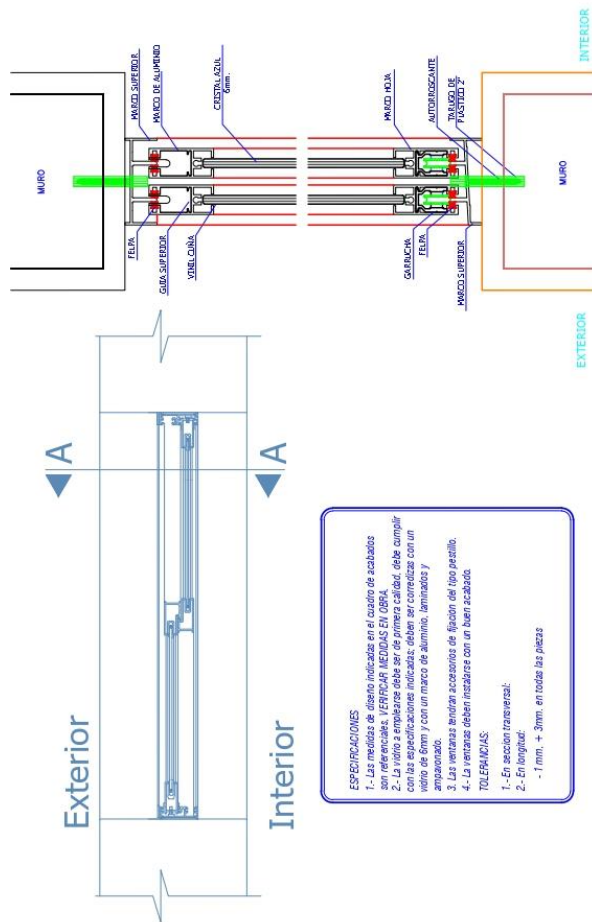 MURO
MARCO SUPERIOR
MARCO DE ALUMINIO
CRISTAL AZUL
6mm.
FELPA
GUIA SUPERIOR
VINIL CUÑA
MARCO HOJA
AUTORROSCANTE
TARUGO DE
PLASTICO 2"
GARRUCHA
FELPA
MARCO SUPERIOR
MURO
INTERIOR
EXTERIOR
Exterior
A
A
Interior
ESPECIFICACIONES
1.- Las medidas de diseño indicadas en el cuadro de acabados
son referenciales, VERIFICAR MEDIDAS EN OBRA.
2.- La vidrio a emplearse debe ser de primera calidad, debe cumplir
con las especificaciones indicadas; deben ser corredizas con un
vidrio de 6mm y con un marco de aluminio, laminados y
ampavonado.
3. Las ventanas tendran accesorios de fijación del tipo pestillo.
4.- La ventanas deben instalarse con un buen acabado.
TOLERANCIAS:
1.- En seccion transversal:
2.- En longitud:
- 1 mm. + 3mm. en todas las piezas